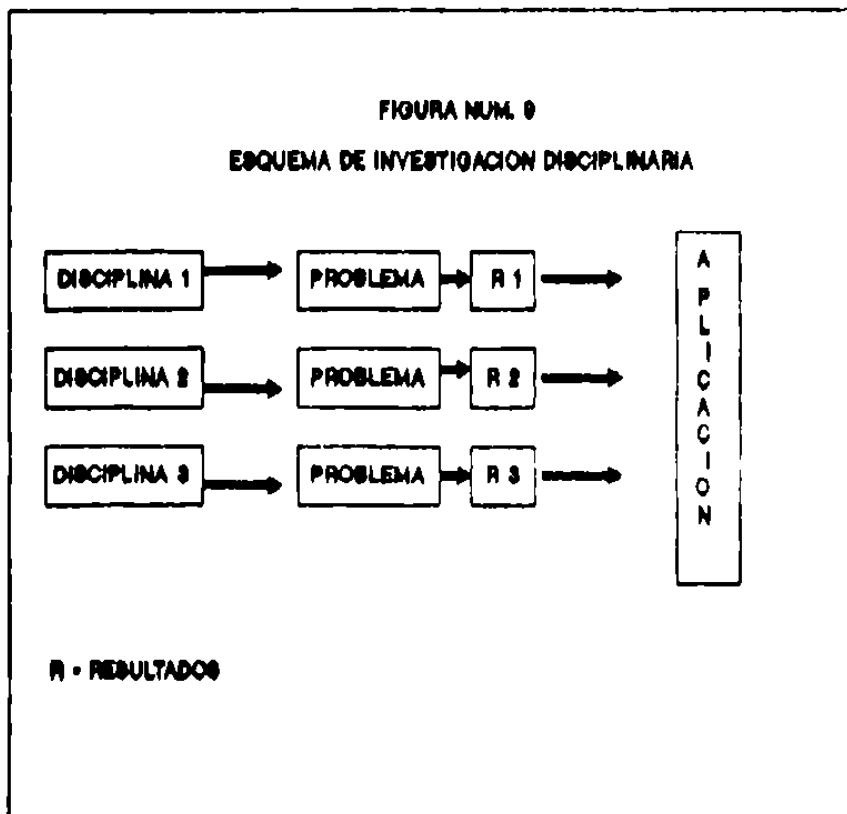 FIGURA NUM. 9
ESQUEMA DE INVESTIGACION DISCIPLINARIA
DISCIPLINA 1 PROBLEMA R 1
DISCIPLINA 2 PROBLEMA R 2
DISCIPLINA 3 PROBLEMA R 3
APLICACION
R - RESULTADOS